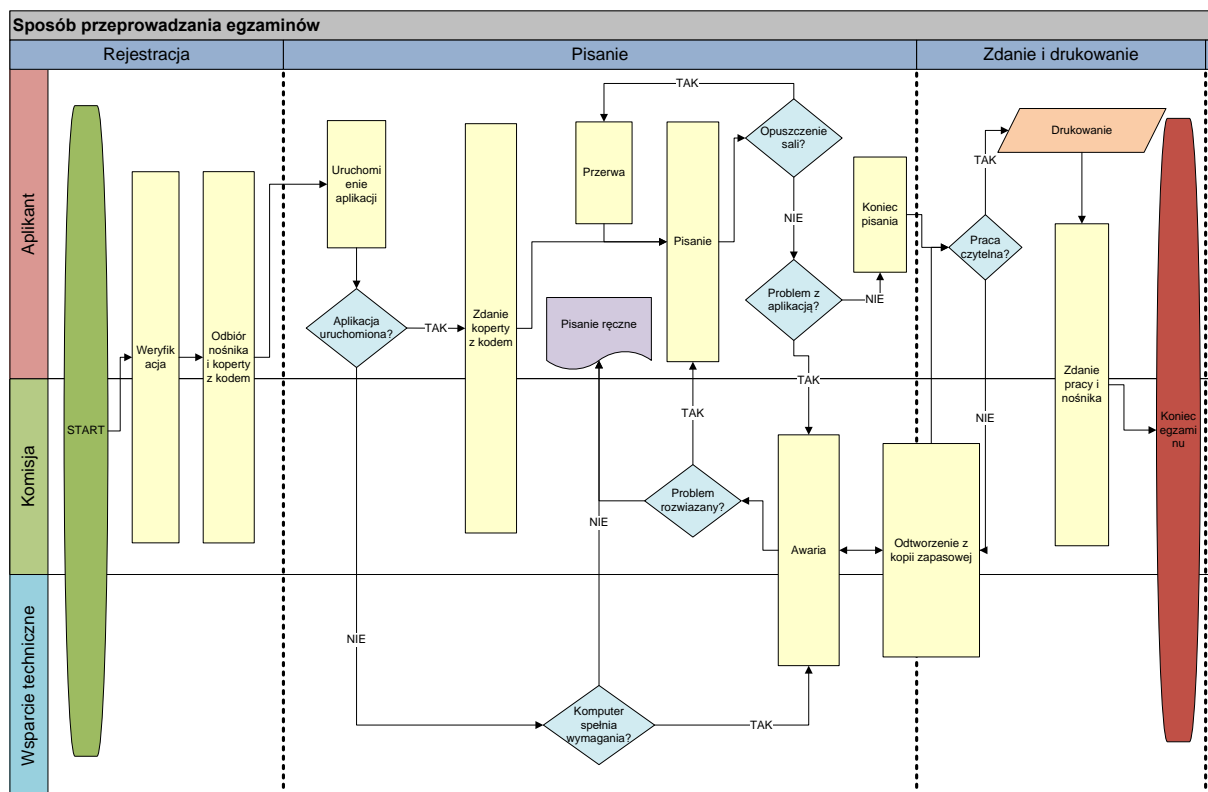 Sposób przeprowadzania egzaminów
Rejestracja
Pisanie
Zdanie i drukowanie
Aplikant
Komisja
Wsparcie techniczne
START
Weryfik
acja
Odbiór
nośnika
i koperty
z kodem
Uruchomi
enie
aplikacji
Aplikacja
uruchomiona?
TAK
NIE
Zdanie
koperty
z kodem
TAK
Przerwa
Pisanie
Opuszczenie
sali?
NIE
Pisanie ręczne
Problem z
aplikacją?
NIE
TAK
Koniec
pisania
TAK
Problem
rozwiazany?
NIE
Awaria
Odtworzenie z
kopii zapasowej
Komputer
spełnia
wymagania?
TAK
Praca
czytelna?
TAK
NIE
Drukowanie
Zdanie
pracy i
nośnika
Koniec
egzami
nu